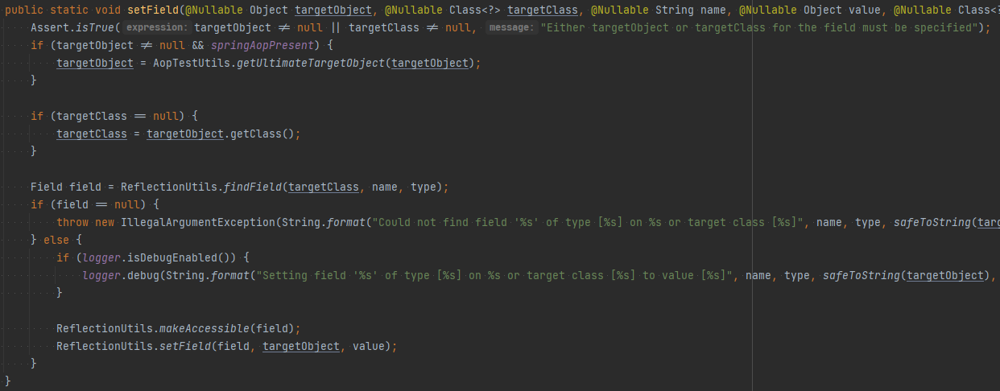 public static void setField(@Nullable Object targetObject, @Nullable Class<?> targetClass, @Nullable String name, @Nullable Object value, @Nullable Class<?
Assert.isTrue( expression: targetObject ≠ null || targetClass ≠ null, message: "Either targetObject or targetClass for the field must be specified");
if (targetObject ≠ null && springAopPresent) {
targetObject = AopTestUtils.getUltimateTargetObject(targetObject);
}
if (targetClass == null) {
targetClass = targetObject.getClass();
}
Field field = ReflectionUtils.findField(targetClass, name, type);
if (field == null) {
throw new IllegalArgumentException(String.format("Could not find field '%s' of type [%s] on %s or target class [%s]", name, type, safeToString(targ
} else {
if (logger.isDebugEnabled()) {
logger.debug(String.format("Setting field '%s' of type [%s] on %s or target class [%s] to value [%s]", name, type, safeToString(targetObject),
}
ReflectionUtils.makeAccessible(field);
ReflectionUtils.setField(field, targetObject, value);
}
}